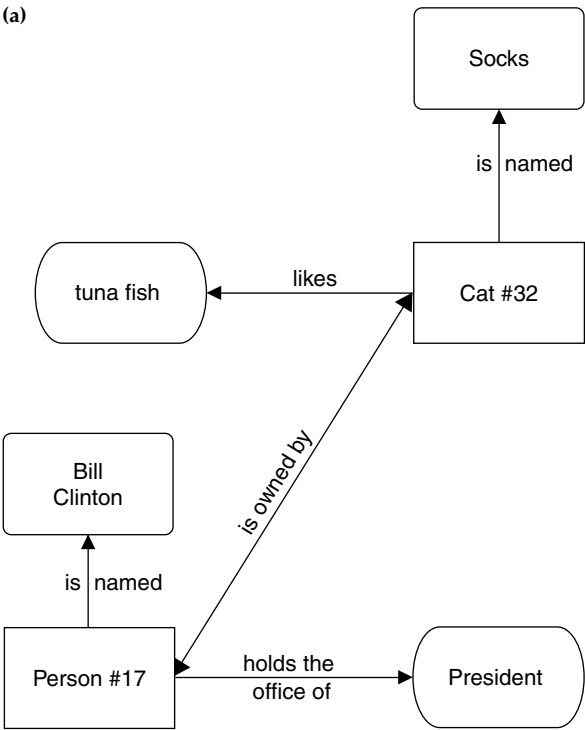 (a)
Socks
is named
tuna fish
likes
Cat #32
is owned by
Bill
Clinton
is named
Person #17
holds the
office of
President